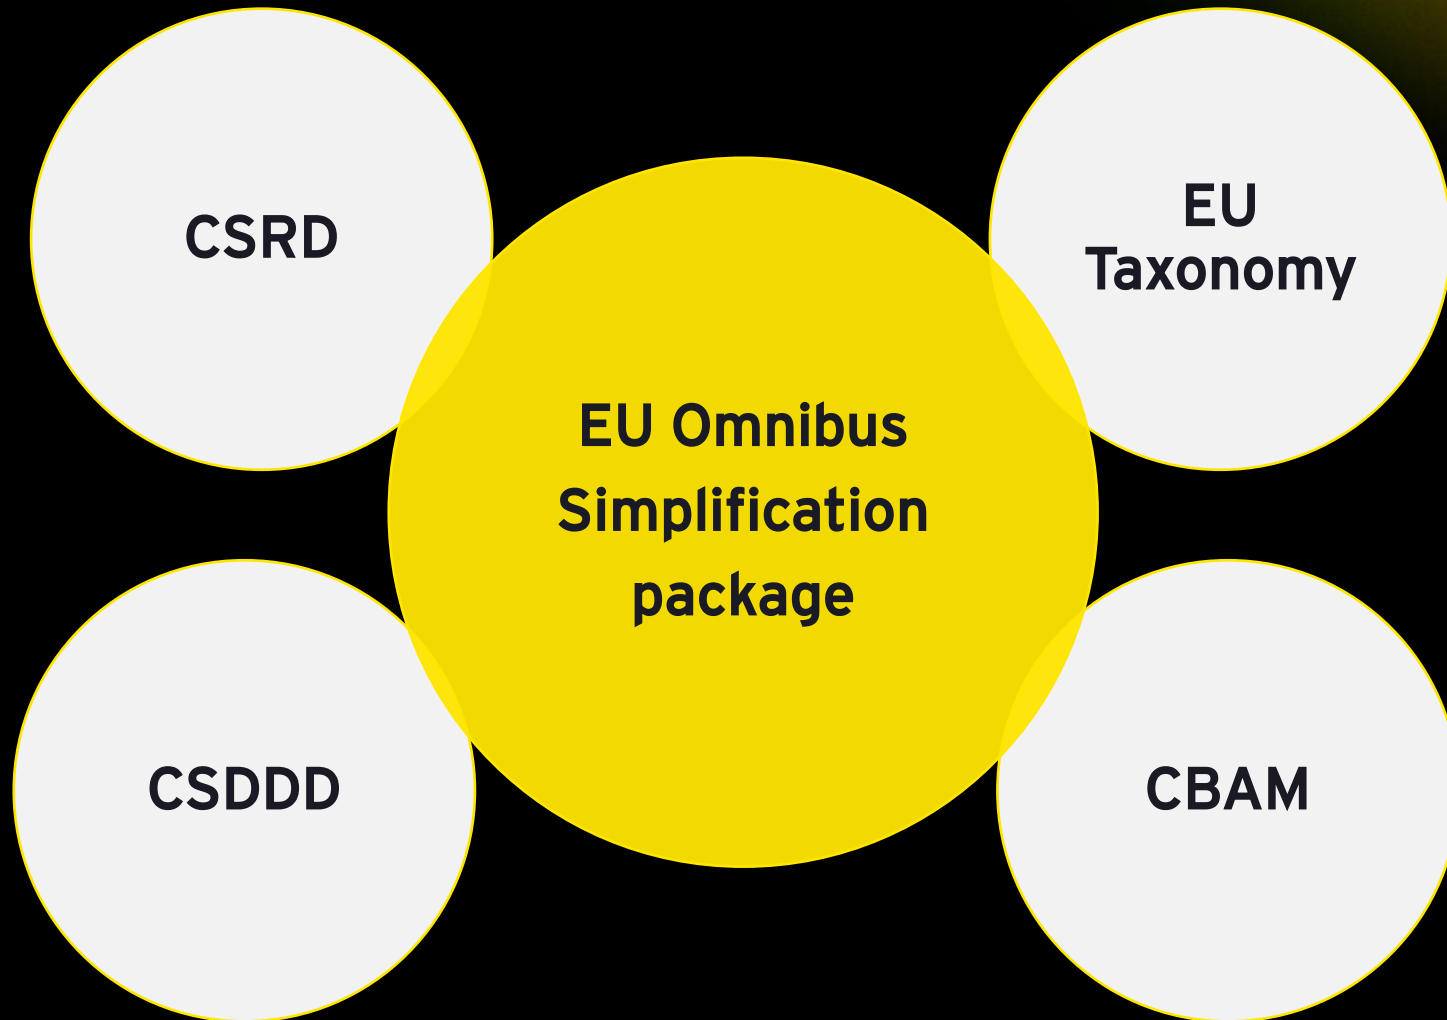 CSRD
EU
Taxonomy
EU Omnibus
Simplification
package
CSDDD
CBAM